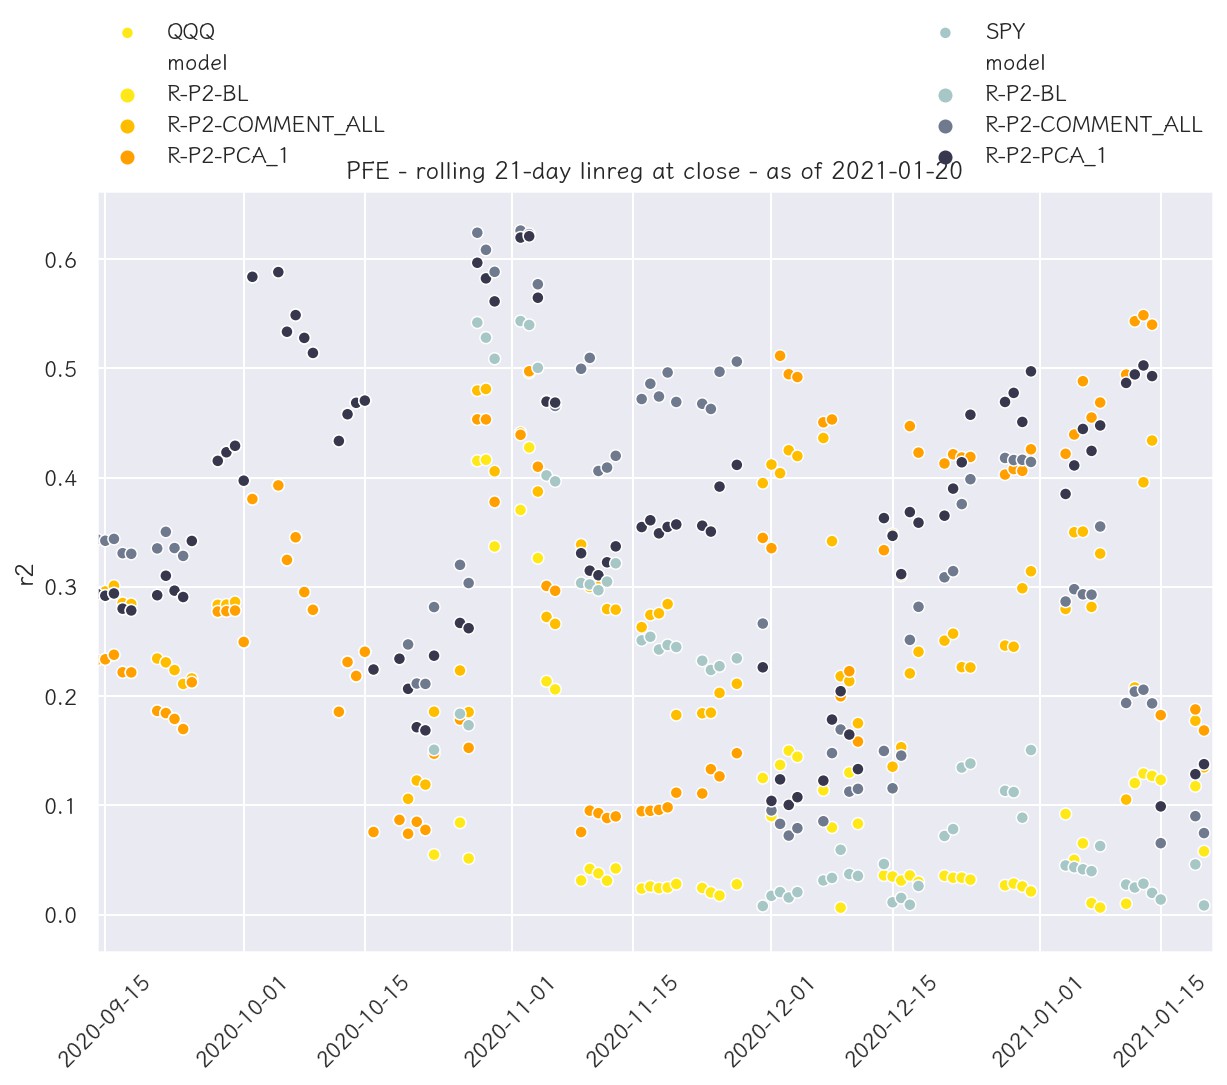 QQQ
model
R-P2-BL
R-P2-COMMENT_ALL
R-P2-PCA_1
SPY
model
R-P2-BL
R-P2-COMMENT_ALL
R-P2-PCA_1
PFE - rolling 21-day linreg at close - as of 2021-01-20
r2
0.6
0.5
0.4
0.3
0.2
0.1
0.0
2020-09-15
2020-10-01
2020-10-15
2020-11-01
2020-11-15
2020-12-01
2020-12-15
2021-01-01
2021-01-15